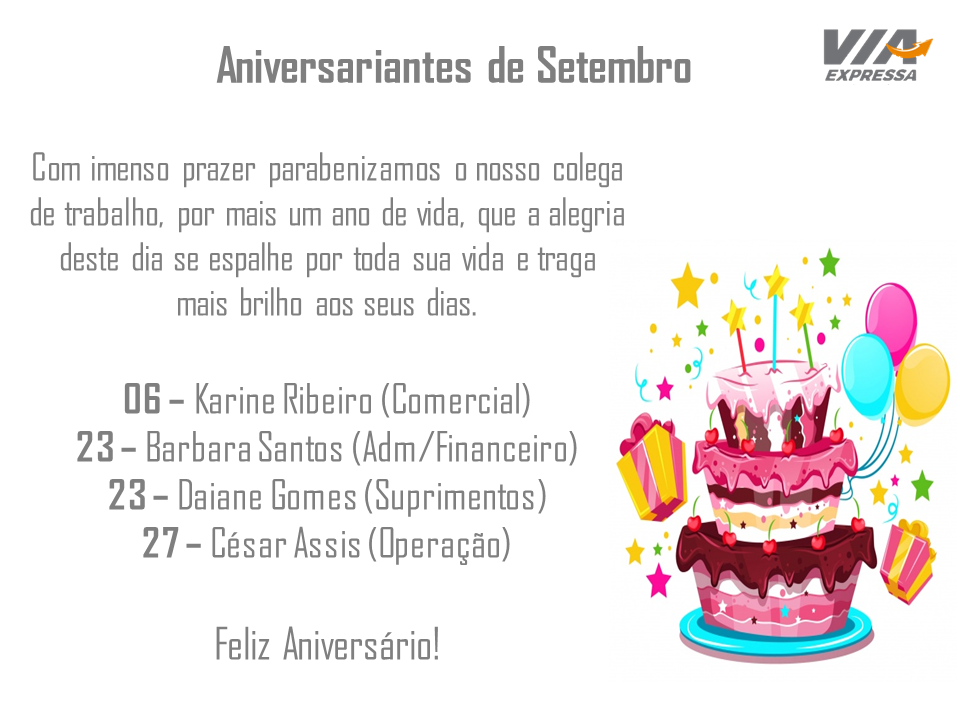 Aniversariantes de Setembro
VIA
EXPRESSA
Com imenso prazer parabenizamos o nosso colega
de trabalho, por mais um ano de vida, que a alegria
deste dia se espalhe por toda sua vida e traga
mais brilho aos seus dias.
06 – Karine Ribeiro (Comercial)
23 – Barbara Santos (Adm/Financeiro)
23 – Daiane Gomes (Suprimentos)
27 – César Assis (Operação)
Feliz Aniversário!